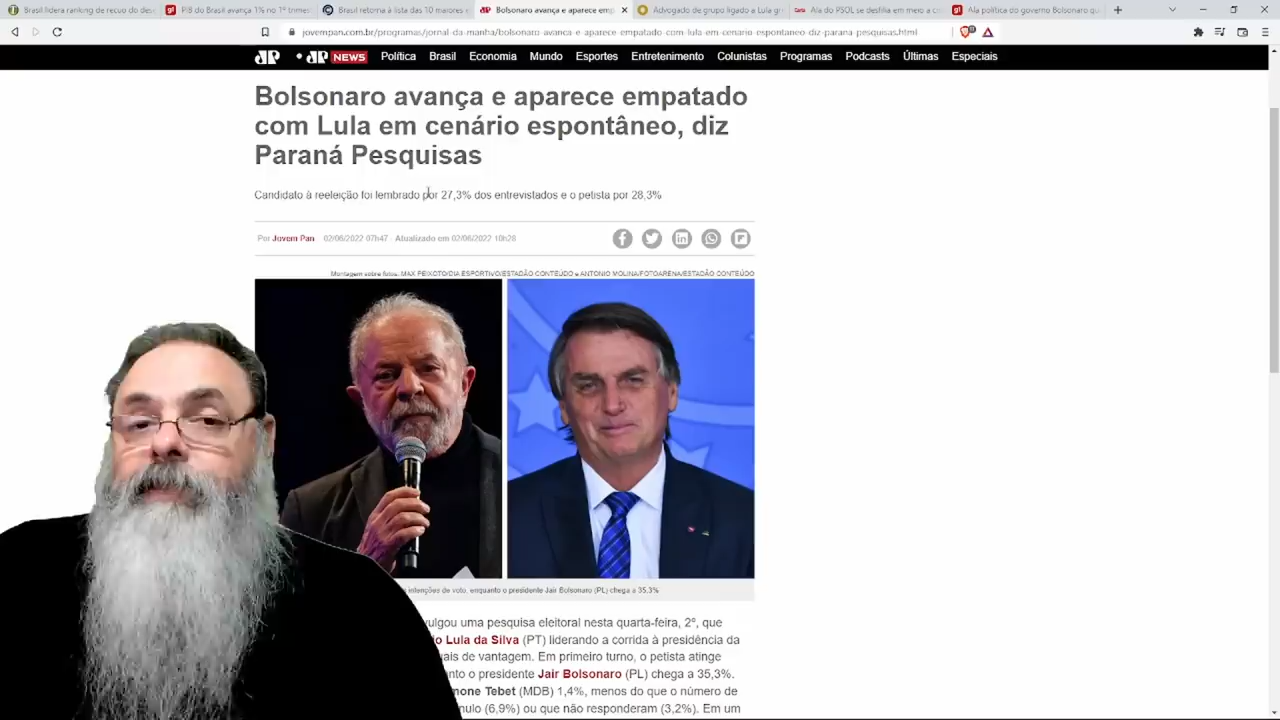 Brasil lidera ranking de recuo do des
PIB do Brasil avança 1% no 1º trimes
Brasil retorna à lista das 10 maiores e
Bolsonaro avança e aparece emp
Advogado de grupo ligado a Lula gr
Ala do PSOL se desfilia em meio a c
Ala política do governo Bolsonaro qu
jovempan.com.br/programas/jornal-da-manha/bolsonaro-avanca-e-aparece-empatado-com-lula-em-cenario-espontaneo-diz-parana-pesquisas.html
JP
JP NEWS
Política
Brasil
Economia
Mundo
Esportes
Entretenimento
Colunistas
Programas
Podcasts
Últimas
Especiais
Bolsonaro avança e aparece empatado
com Lula em cenário espontâneo, diz
Paraná Pesquisas
Candidato à reeleição foi lembrado por 27,3% dos entrevistados e o petista por 28,3%
Por Jovem Pan 02/06/2022 07h47 Atualizado em 02/06/2022 10h28
Montagem sobre fotos: MAX PEIXOTO/DIA ESPORTIVO/ESTADÃO CONTEÚDO e ANTONIO MOLINA/FOTOARENA/ESTADÃO CONTEÚDO
intenções de voto, enquanto o presidente Jair Bolsonaro (PL) chega a 35,3%
vulgou uma pesquisa eleitoral nesta quarta-feira, 2º, que
o Lula da Silva (PT) liderando a corrida à presidência da
ais de vantagem. Em primeiro turno, o petista atinge
nto o presidente Jair Bolsonaro (PL) chega a 35,3%.
mone Tebet (MDB) 1,4%, menos do que o número de
nulo (6,9%) ou que não responderam (3,2%). Em um